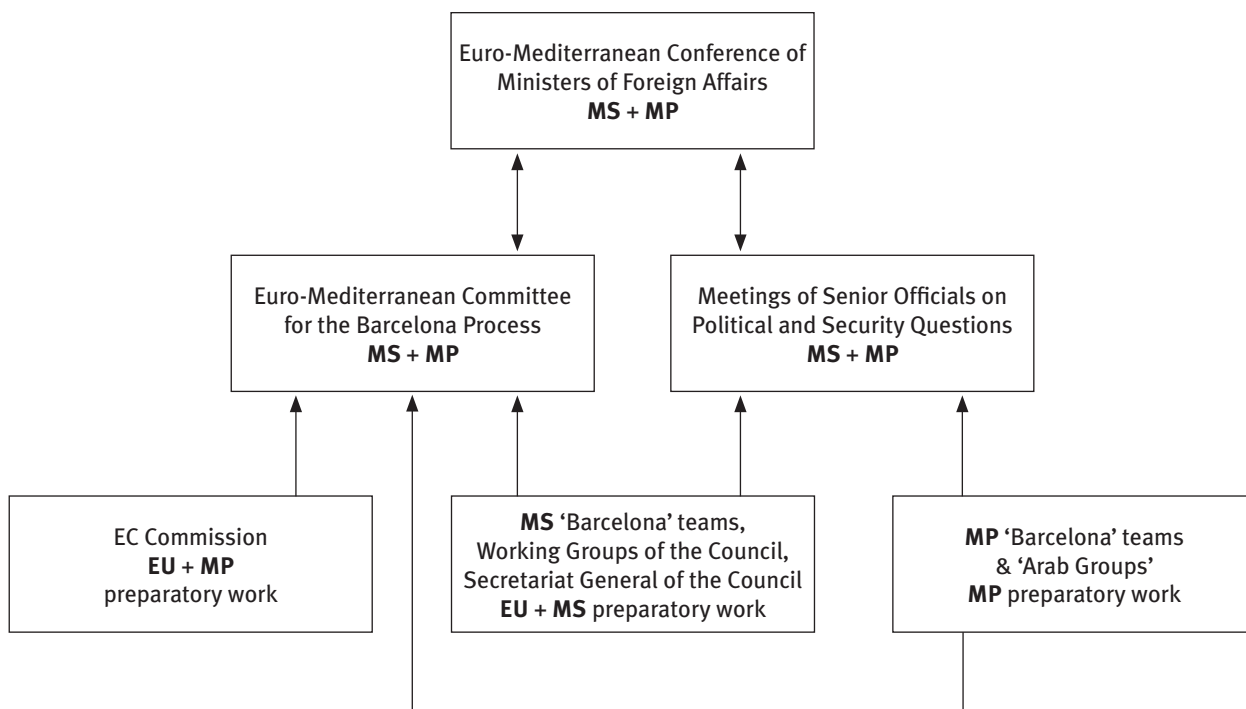 Euro-Mediterranean Conference of
Ministers of Foreign Affairs
MS + MP
Euro-Mediterranean Committee
for the Barcelona Process
MS + MP
Meetings of Senior Officials on
Political and Security Questions
MS + MP
EC Commission
EU + MP
preparatory work
MS ‘Barcelona’ teams,
Working Groups of the Council,
Secretariat General of the Council
EU + MS preparatory work
MP ‘Barcelona’ teams
& ‘Arab Groups’
MP preparatory work